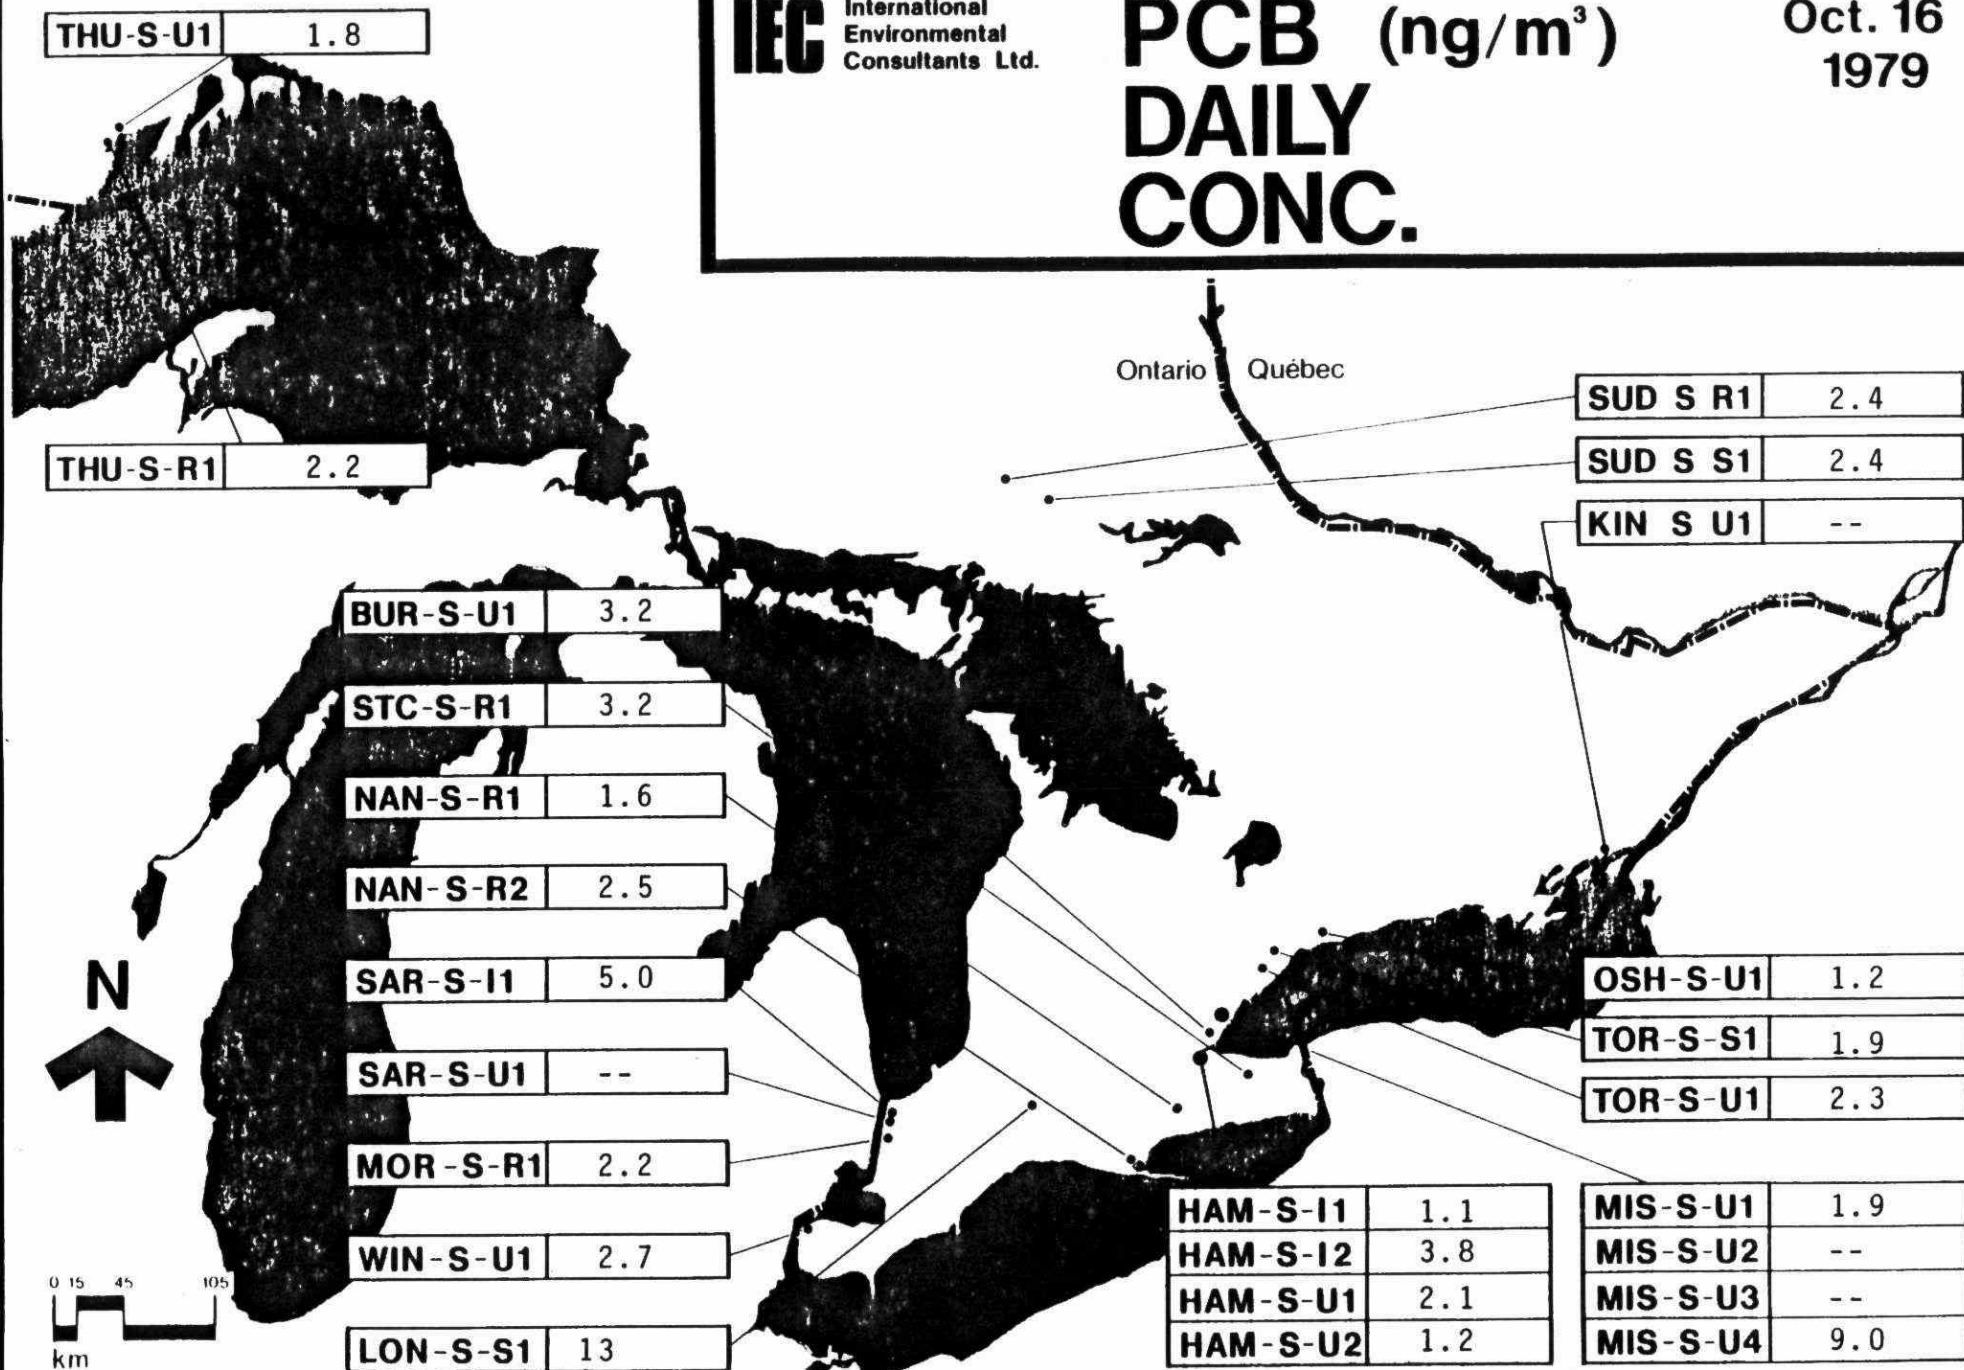 THU-S-U1 1.8
IEC
International
Environmental
Consultants Ltd.
PCB (ng/m³)
DAILY
CONC.
Oct. 16
1979
THU-S-R1 2.2
Ontario Québec
SUD S R1 2.4
SUD S S1 2.4
KIN S U1 --
BUR-S-U1 3.2
STC-S-R1 3.2
NAN-S-R1 1.6
NAN-S-R2 2.5
SAR-S-I1 5.0
SAR-S-U1 --
MOR-S-R1 2.2
WIN-S-U1 2.7
LON-S-S1 13
N
0 15 45 105
km
OSH-S-U1 1.2
TOR-S-S1 1.9
TOR-S-U1 2.3
HAM-S-I1 1.1
HAM-S-I2 3.8
HAM-S-U1 2.1
HAM-S-U2 1.2
MIS-S-U1 1.9
MIS-S-U2 --
MIS-S-U3 --
MIS-S-U4 9.0